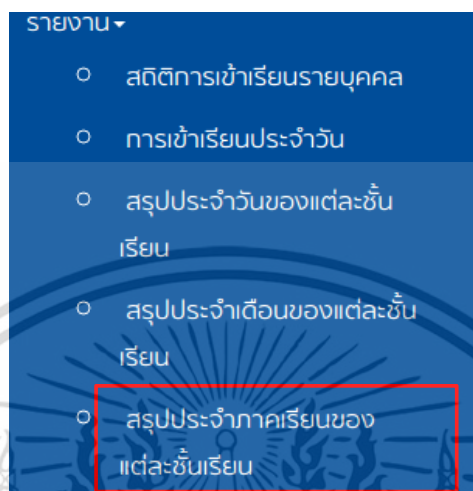 รายงาน
สถิติการเข้าเรียนรายบุคคล
การเข้าเรียนประจำวัน
สรุปประจำวันของแต่ละชั้น
เรียน
สรุปประจำเดือนของแต่ละชั้น
เรียน
สรุปประจำภาคเรียนของ
แต่ละชั้นเรียน